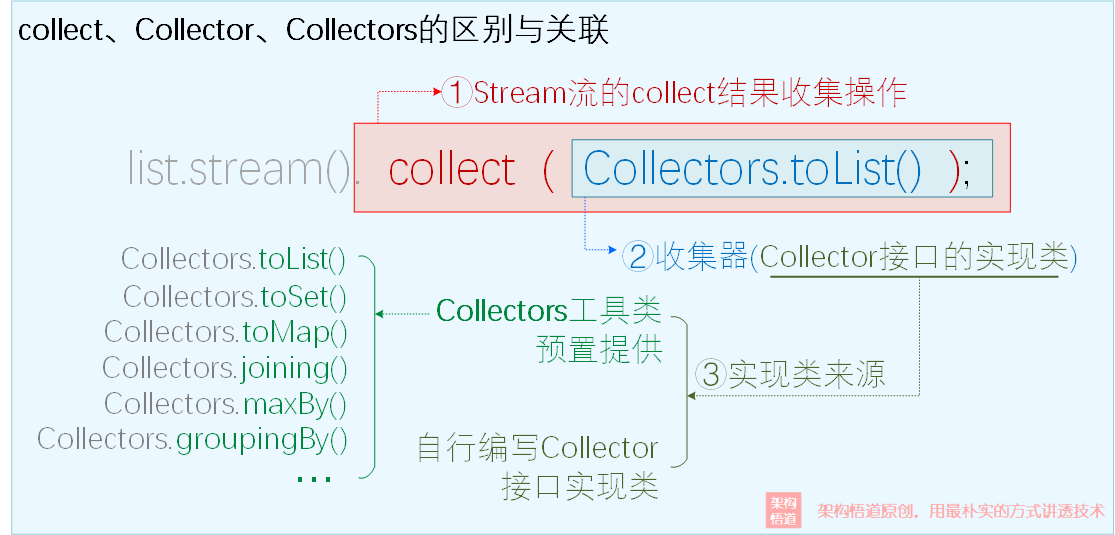 collect、Collector、Collectors的区别与关联
①Stream流的collect结果收集操作
list.stream(). collect ( Collectors.toList() );
②收集器(Collector接口的实现类)
Collectors.toList()
Collectors.toSet()
Collectors.toMap()
Collectors.joining()
Collectors.maxBy()
Collectors.groupingBy()
...
Collectors工具类
预置提供
③实现类来源
自行编写Collector
接口实现类
架构
悟道
架构悟道原创，用最朴实的方式讲透技术